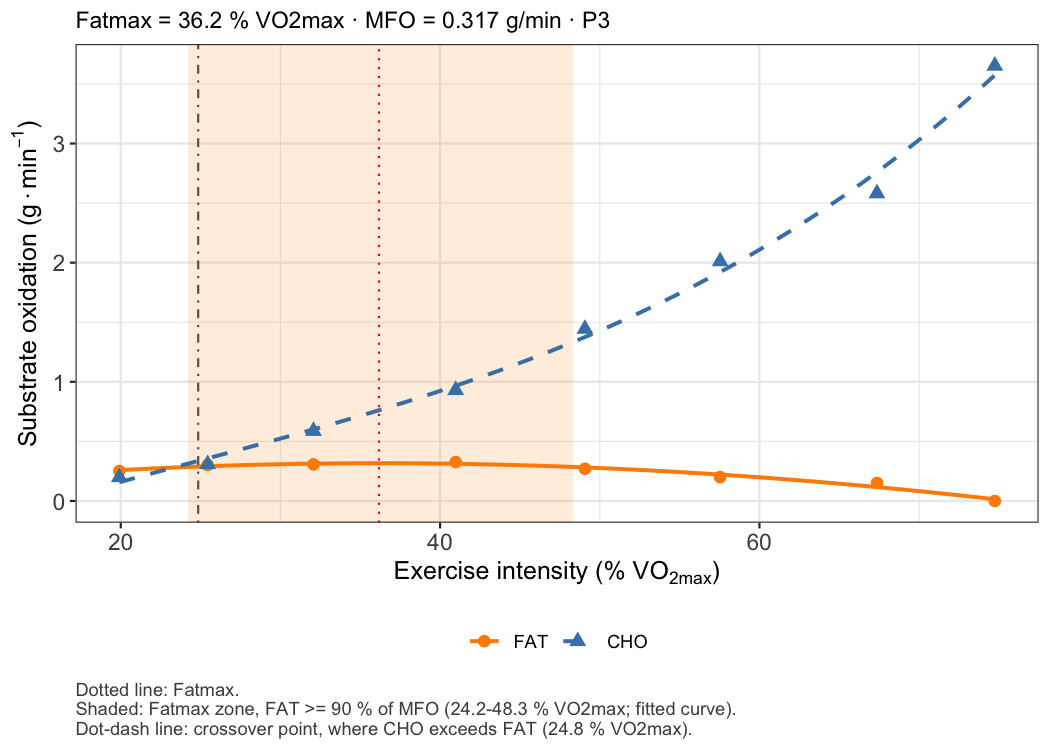 Fatmax = 36.2 % VO2max · MFO = 0.317 g/min · P3
Substrate oxidation (g · min⁻¹)
3
2
1
0
20 40 60
Exercise intensity (% VO₂max)
FAT CHO
Dotted line: Fatmax.
Shaded: Fatmax zone, FAT >= 90 % of MFO (24.2-48.3 % VO2max; fitted curve).
Dot-dash line: crossover point, where CHO exceeds FAT (24.8 % VO2max).